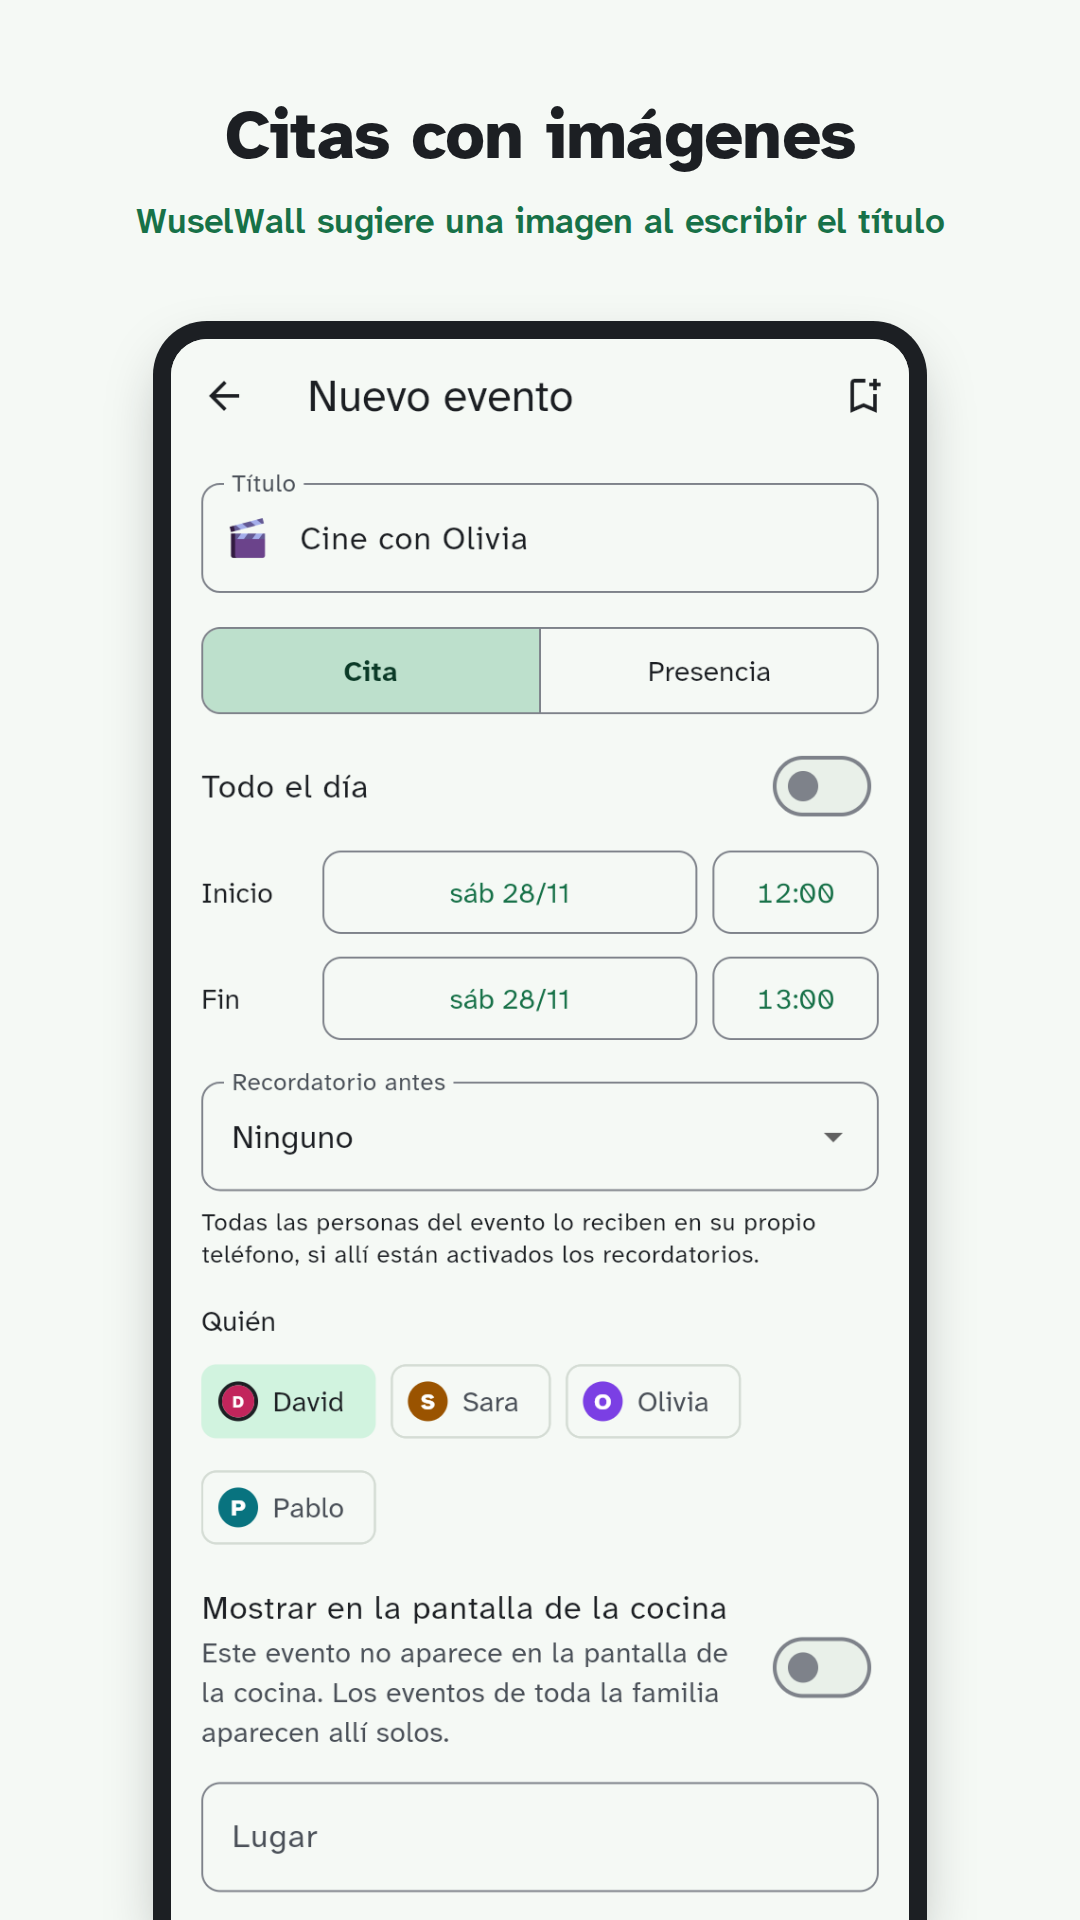 Citas con imágenes
WuselWall sugiere una imagen al escribir el título
Nuevo evento
Título
Cine con Olivia
Cita
Presencia
Todo el día
Inicio
sáb 28/11
12:00
Fin
sáb 28/11
13:00
Recordatorio antes
Ninguno
Todas las personas del evento lo reciben en su propio
teléfono, si allí están activados los recordatorios.
Quién
D David
S Sara
O Olivia
P Pablo
Mostrar en la pantalla de la cocina
Este evento no aparece en la pantalla de
la cocina. Los eventos de toda la familia
aparecen allí solos.
Lugar